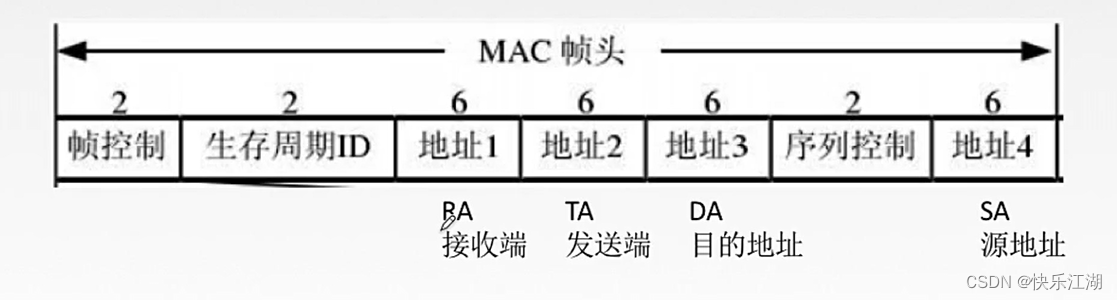 MAC 帧头
2 2 6 6 6 2 6
帧控制 生存周期ID 地址1 地址2 地址3 序列控制 地址4
RA TA DA SA
接收端 发送端 目的地址 源地址
CSDN @快乐江湖